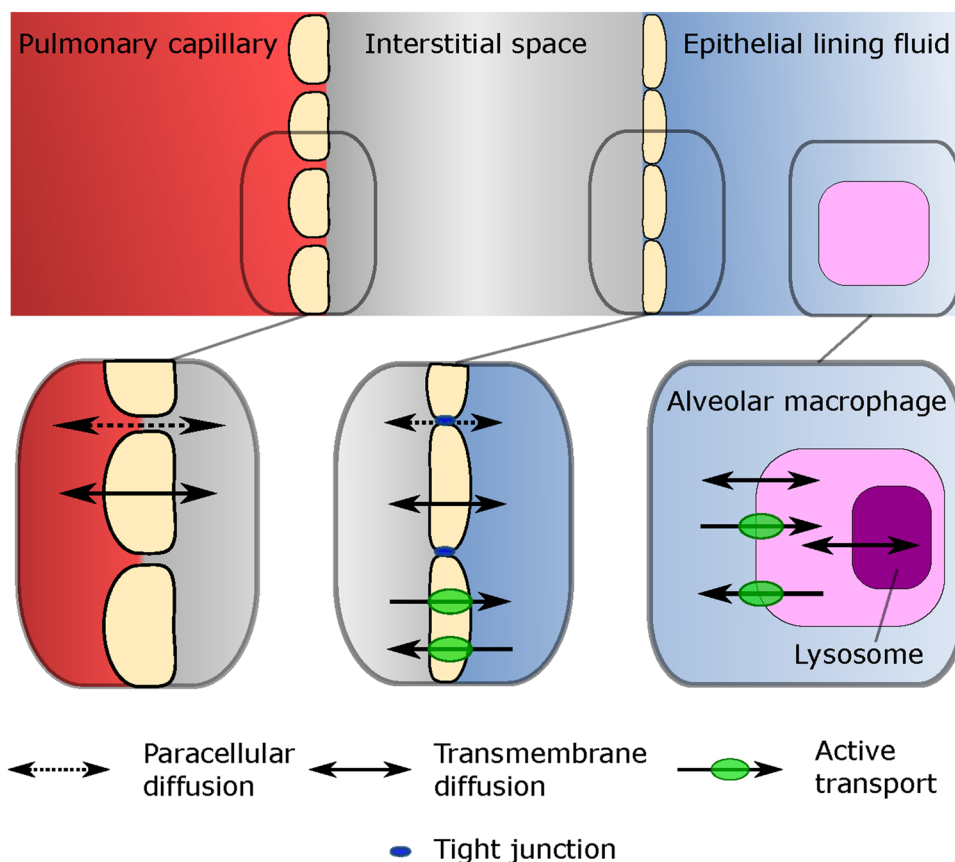 Pulmonary capillary
Interstitial space
Epithelial lining fluid
Alveolar macrophage
Lysosome
Paracellular
diffusion
Transmembrane
diffusion
Active
transport
Tight junction